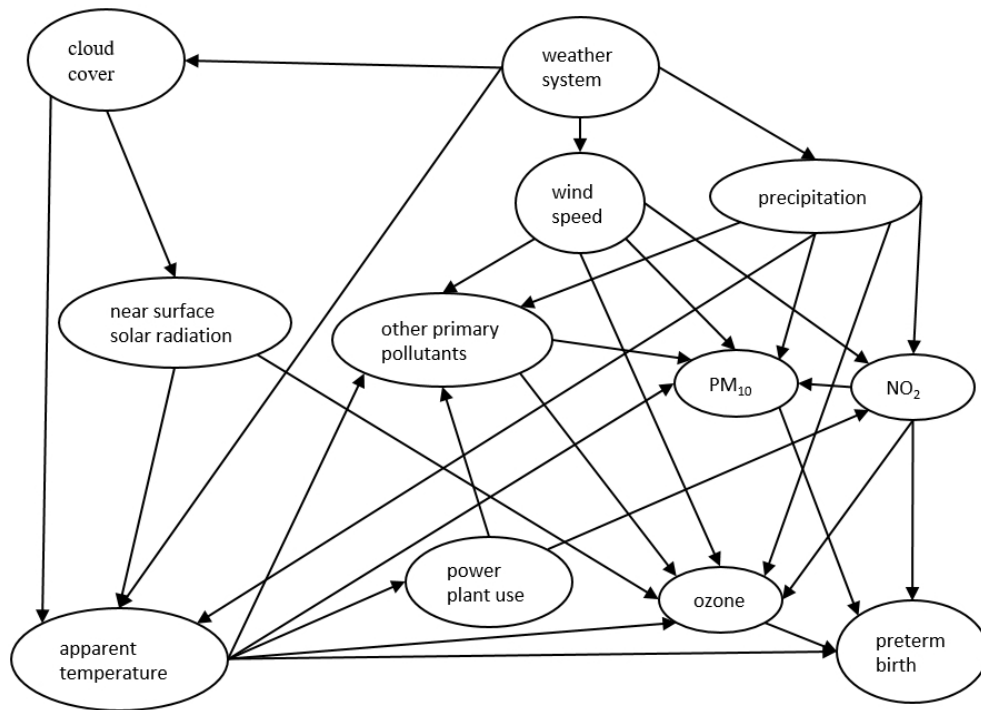 cloud
cover
weather
system
wind
speed
precipitation
near surface
solar radiation
other primary
pollutants
PM₁₀
NO₂
power
plant use
ozone
apparent
temperature
preterm
birth